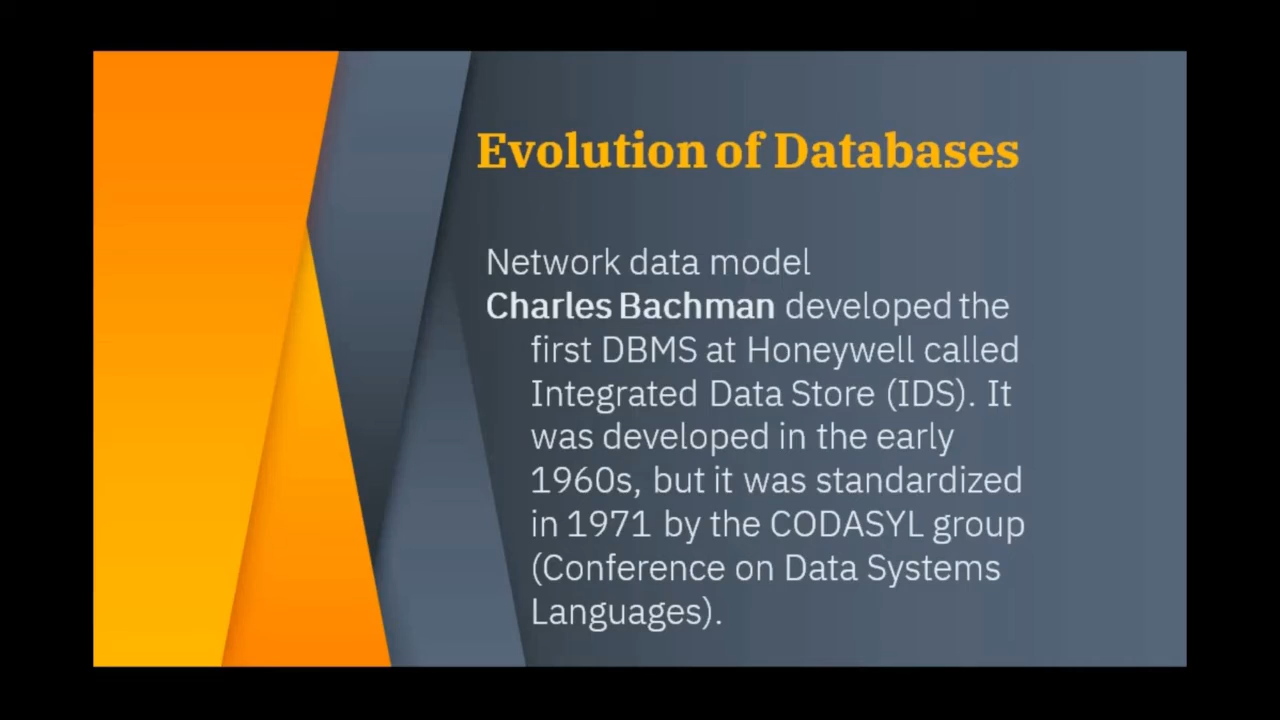 Evolution of Databases
Network data model
Charles Bachman developed the
first DBMS at Honeywell called
Integrated Data Store (IDS). It
was developed in the early
1960s, but it was standardized
in 1971 by the CODASYL group
(Conference on Data Systems
Languages).